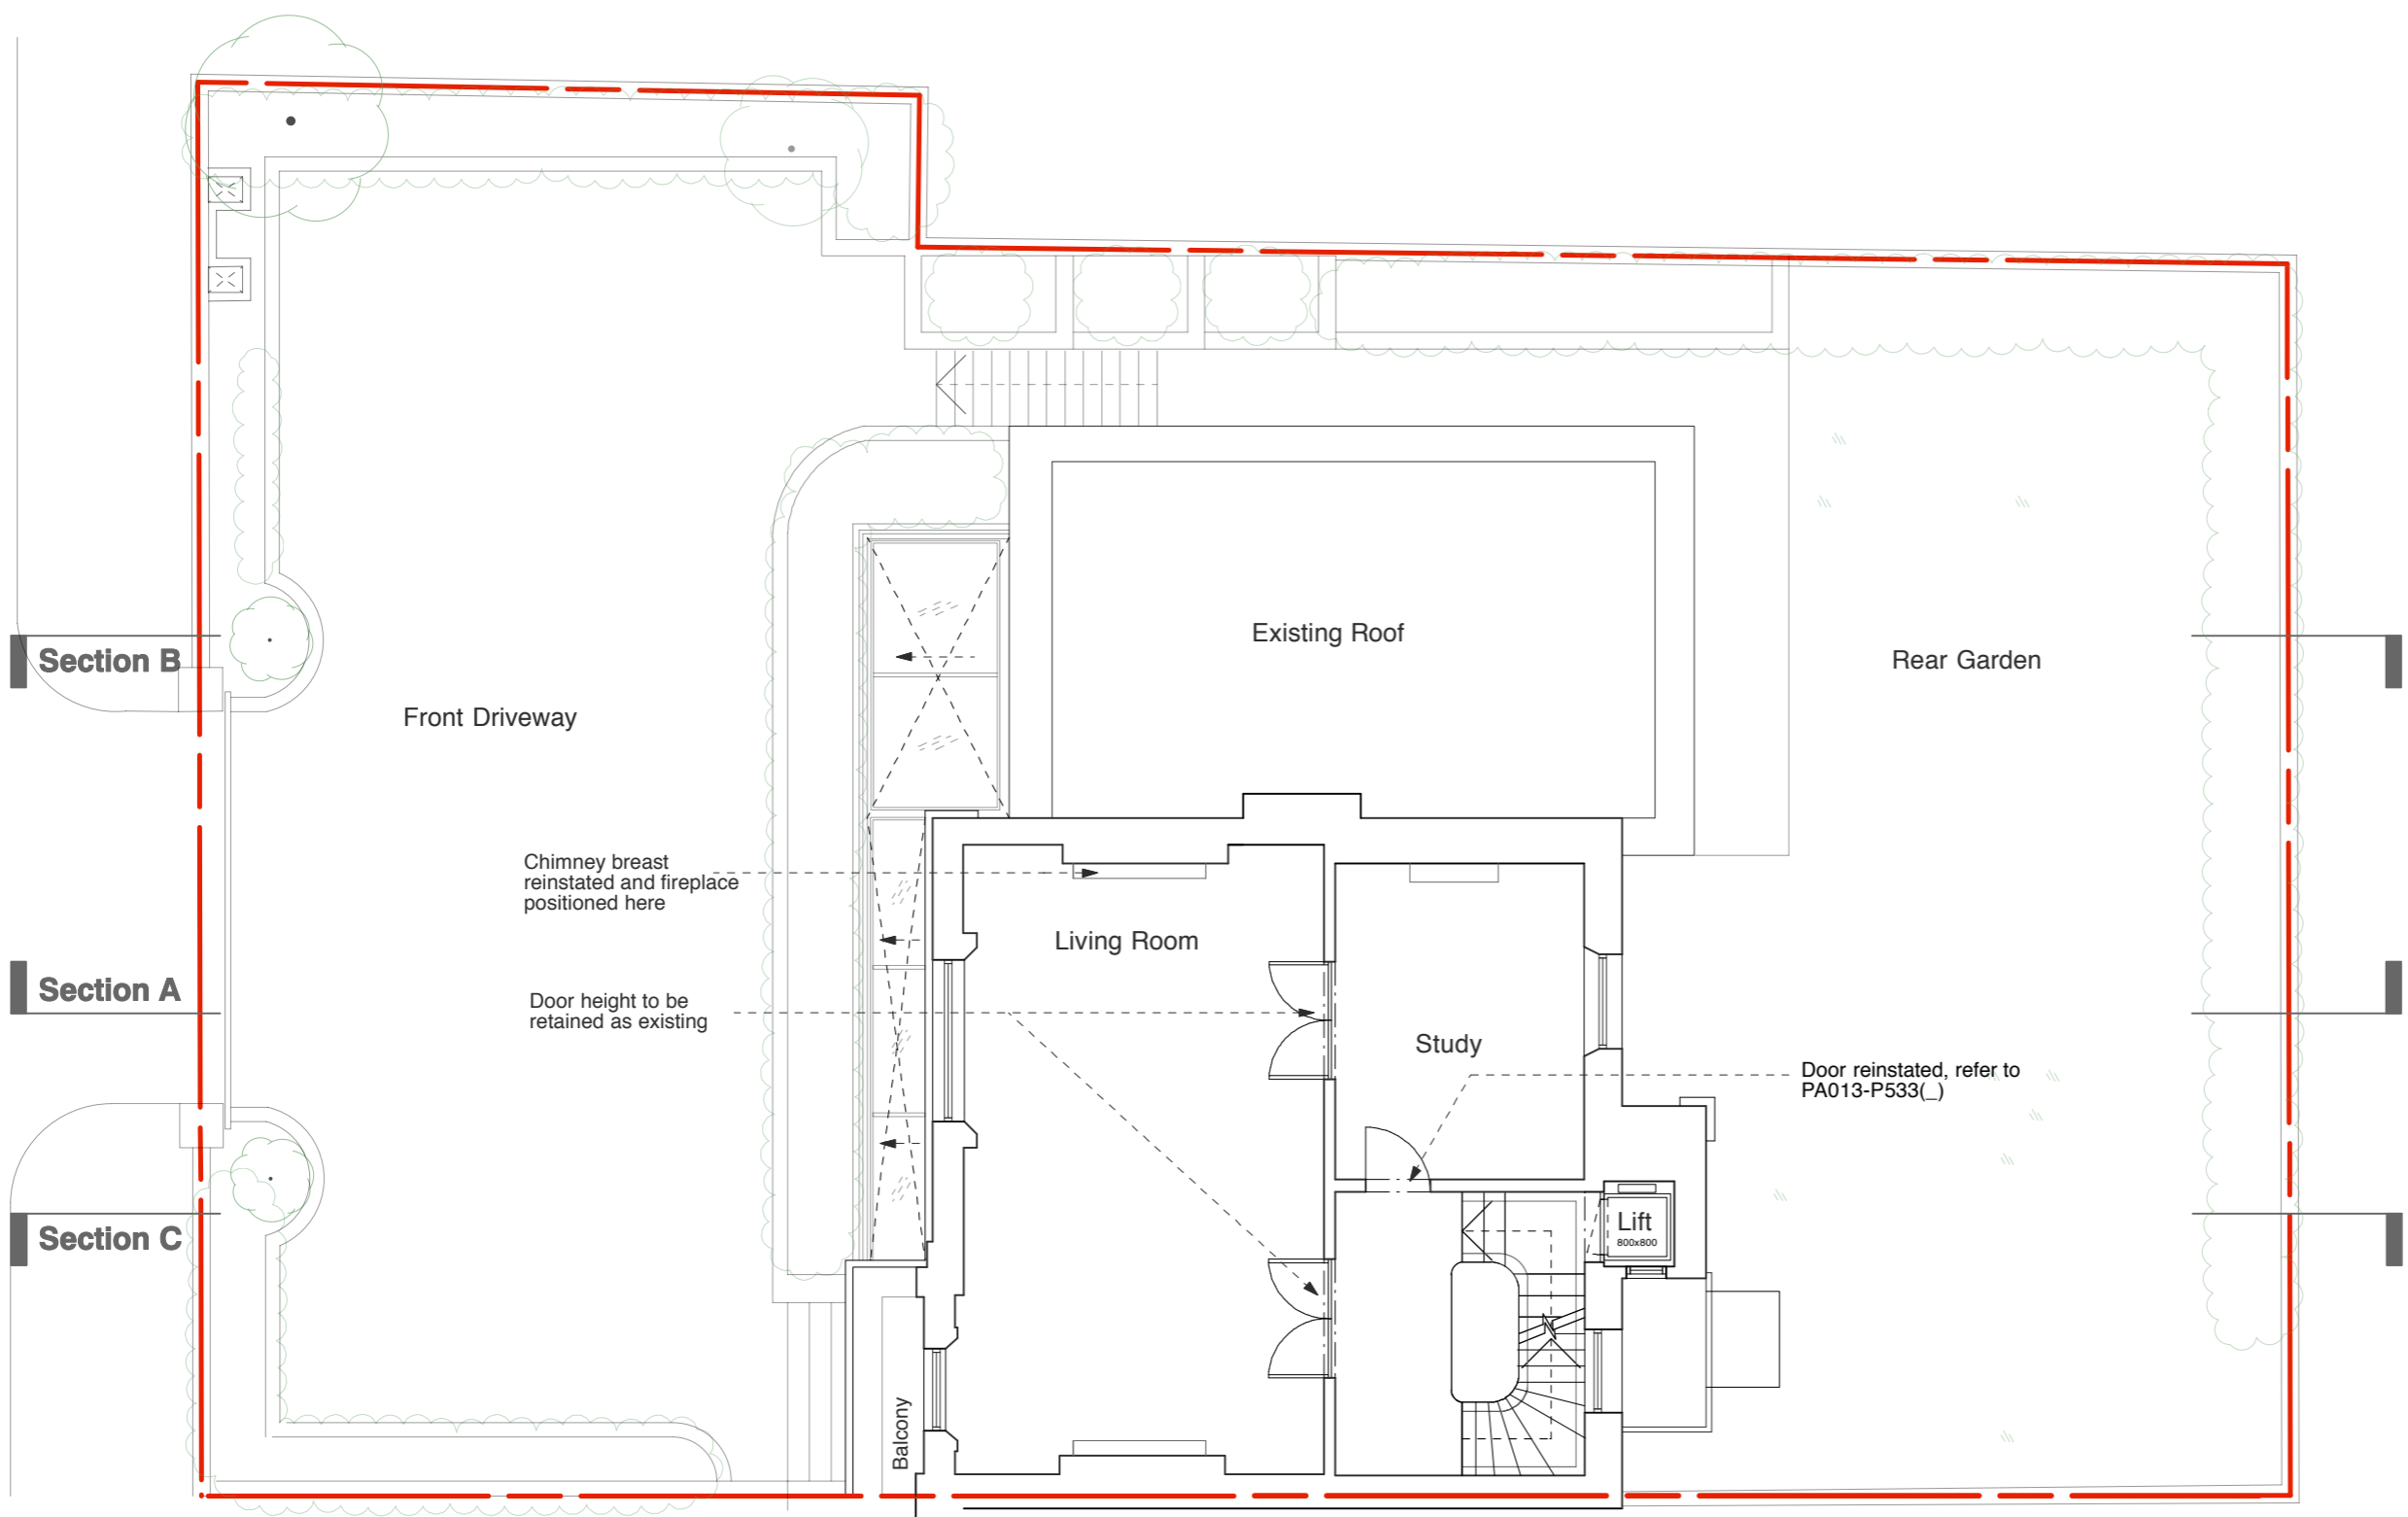 Existing Roof
Section B
Rear Garden
Front Driveway
Chimney breast
reinstated and fireplace
positioned here
Living Room
Section A
Door height to be
retained as existing
Study
Door reinstated, refer to
PA013-P533(_)
Section C
Lift
800x800
Balcony